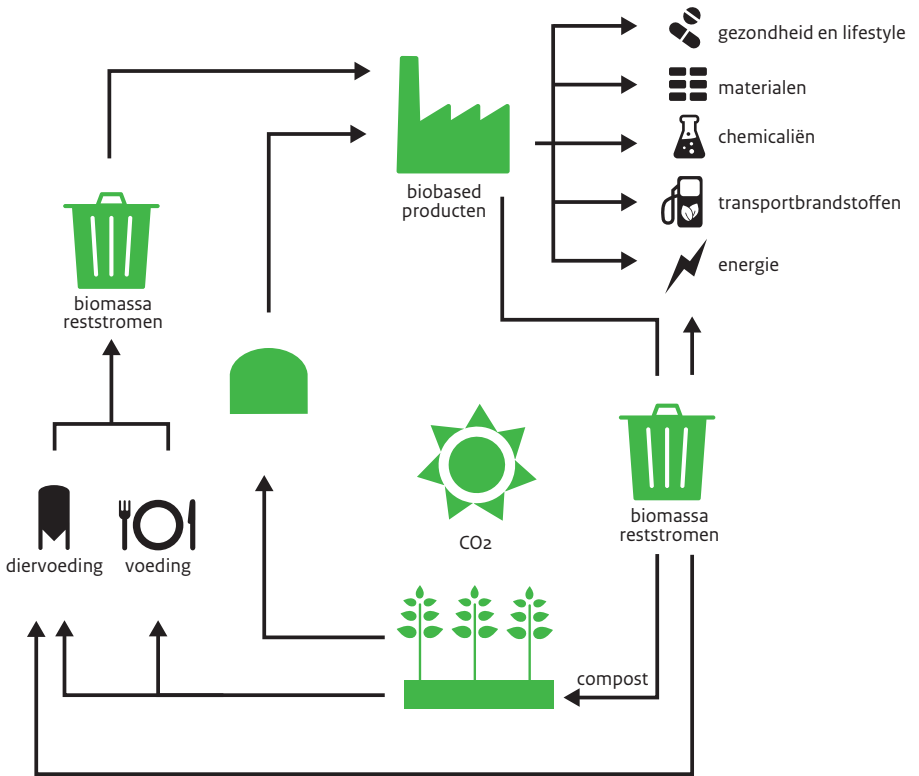 gezondheid en lifestyle
materialen
chemicaliën
transportbrandstoffen
energie
biobased
producten
biomassa
reststromen
biomassa
reststromen
CO2
diervoeding
voeding
compost